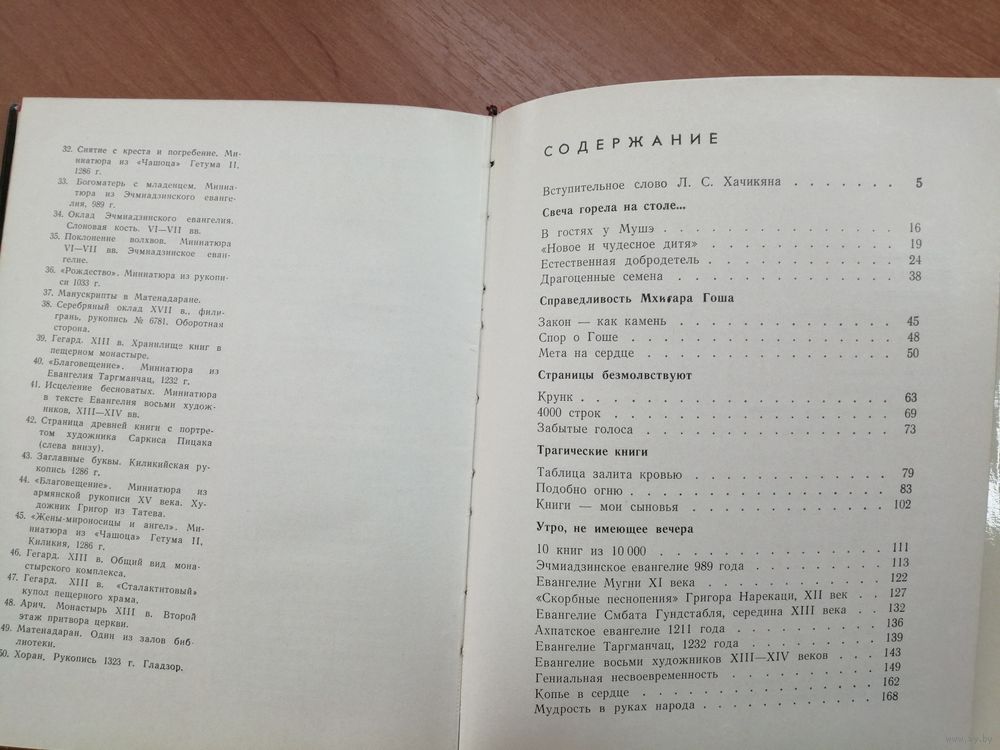 32. Снятие с креста и погребение. Ми-
ниатюра из «Чашоца» Гетума II,
1286 г.
33. Богоматерь с младенцем. Миниа-
тюра из Эчмиадзинского еванге-
лия, 989 г.
34. Оклад Эчмиадзинского евангелия.
Слоновая кость. VI—VII вв.
35. Поклонение волхвов. Миниатюра
VI—VII вв. Эчмиадзинское еван-
гелие.
36. «Рождество». Миниатюра из рукопи-
си 1033 г.
37. Манускрипты в Матенадаране.
38. Серебряный оклад XVII в., фили-
грань, рукопись № 6781. Оборотная
сторона.
39. Гегард. XIII в. Хранилище книг в
пещерном монастыре.
40. «Благовещение». Миниатюра из
Евангелия Таргманчац, 1232 г.
41. Исцеление бесноватых. Миниатюра
в тексте Евангелия восьми худож-
ников, XIII—XIV вв.
42. Страница древней книги с портре-
том художника Саркиса Пицака
(слева внизу).
43. Заглавные буквы. Киликийская ру-
копись 1286 г.
44. «Благовещение». Миниатюра из
армянской рукописи XV века. Ху-
дожник Григор из Татева.
45. «Жены-мироносицы и ангел». Ми-
ниатюра из «Чашоца» Гетума II,
Киликия, 1286 г.
46. Гегард. XIII в. Общий вид мона-
стырского комплекса.
47. Гегард. XIII в. «Сталактитовый»
купол пещерного храма.
48. Арич. Монастырь XIII в. Второй
этаж притвора церкви.
49. Матенадаран. Один из залов биб-
лиотеки.
50. Хоран. Рукопись 1323 г. Гладзор.
СОДЕРЖАНИЕ
Вступительное слово Л. С. Хачикяна . . . . . . . 5
Свеча горела на столе...
В гостях у Мушэ . . . . . . . . . . . . 16
«Новое и чудесное дитя» . . . . . . . . . . 19
Естественная добродетель . . . . . . . . . . 24
Драгоценные семена . . . . . . . . . . . 38
Справедливость Мхитара Гоша
Закон — как камень . . . . . . . . . . . 45
Спор о Гоше . . . . . . . . . . . . . 48
Мета на сердце . . . . . . . . . . . . 50
Страницы безмолвствуют
Крунк . . . . . . . . . . . . . . . 63
4000 строк . . . . . . . . . . . . . . 69
Забытые голоса . . . . . . . . . . . . 73
Трагические книги
Таблица залита кровью . . . . . . . . . . 79
Подобно огню . . . . . . . . . . . . . 83
Книги — мои сыновья . . . . . . . . . . 102
Утро, не имеющее вечера
10 книг из 10 000 . . . . . . . . . . . 111
Эчмиадзинское евангелие 989 года . . . . . . . 113
Евангелие Мугни XI века . . . . . . . . . 122
«Скорбные песнопения» Григора Нарекаци, XII век . . 127
Евангелие Смбата Гундстабля, середина XIII века . . 132
Ахпатское евангелие 1211 года . . . . . . . . 136
Евангелие Таргманчац, 1232 года . . . . . . . 139
Евангелие восьми художников XIII—XIV веков . . . 143
Гениальная несвоевременность . . . . . . . . 149
Копье в сердце . . . . . . . . . . . . 162
Мудрость в руках народа . . . . . . . . . 168
www.ay.by